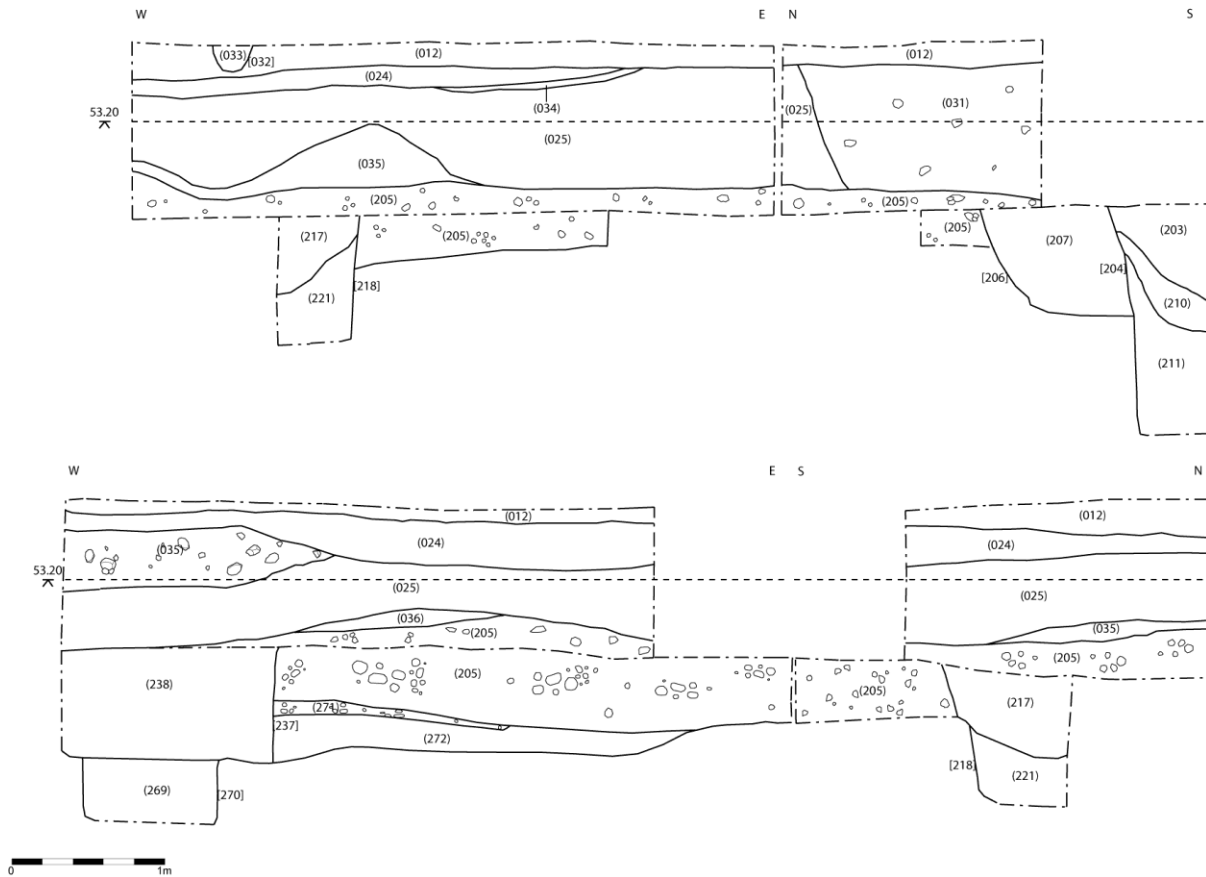 W E N S
(033) [032] (012) (012)
(024)
(034) (025) (031)
53.20
(025)
(035)
(205) (205)
(217) (205) (205) (207) (203)
(221) [218] [206] [204] (210)
(211)
W E S N
(012) (012)
(024) (024)
(035)
53.20
(025) (025)
(036) (035)
(205) (205)
(238) (205) (205) (217)
(271)
[237] (272) [218] (221)
(269) [270]
0 1m